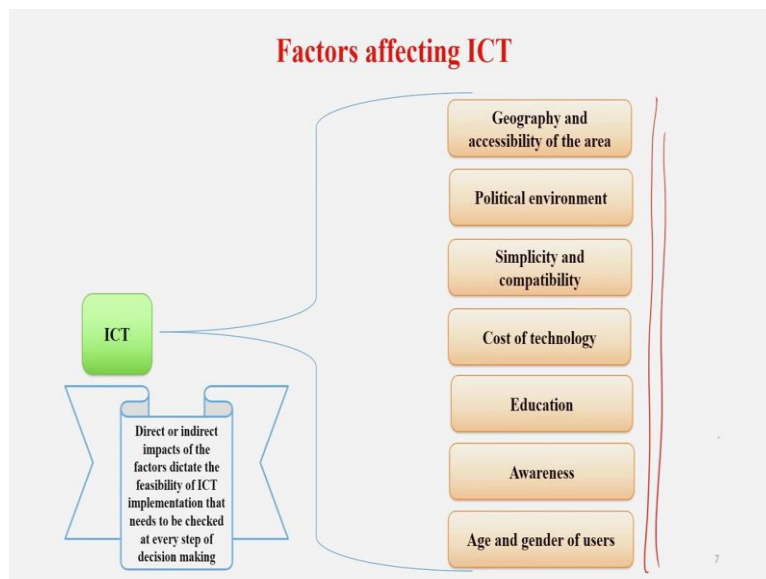 Factors affecting ICT
Geography and
accessibility of the area
Political environment
Simplicity and
compatibility
ICT
Cost of technology
Education
Direct or indirect
impacts of the
factors dictate the
feasibility of ICT
implementation that
needs to be checked
at every step of
decision making
Awareness
Age and gender of users
7